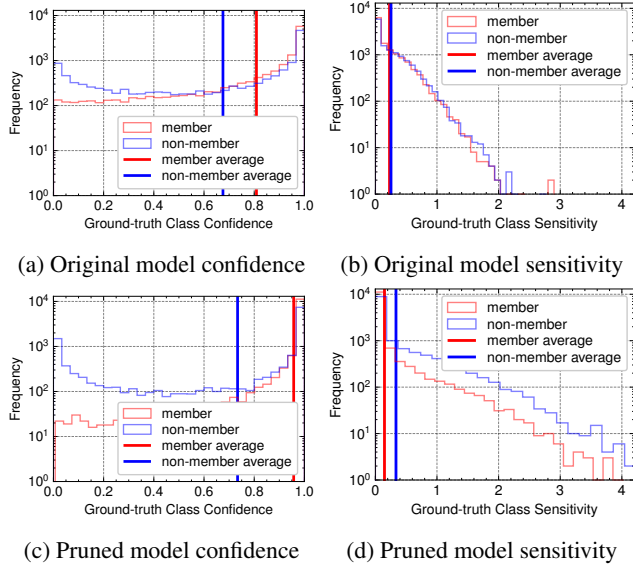 10⁴
10³
10²
10¹
10⁰
Frequency
member
non-member
member average
non-member average
0.0 0.2 0.4 0.6 0.8 1.0
Ground-truth Class Confidence
(a) Original model confidence
10⁴
10³
10²
10¹
10⁰
Frequency
member
non-member
member average
non-member average
0 1 2 3 4
Ground-truth Class Sensitivity
(b) Original model sensitivity
10⁴
10³
10²
10¹
10⁰
Frequency
member
non-member
member average
non-member average
0.0 0.2 0.4 0.6 0.8 1.0
Ground-truth Class Confidence
(c) Pruned model confidence
10⁴
10³
10²
10¹
10⁰
Frequency
member
non-member
member average
non-member average
0 1 2 3 4
Ground-truth Class Sensitivity
(d) Pruned model sensitivity